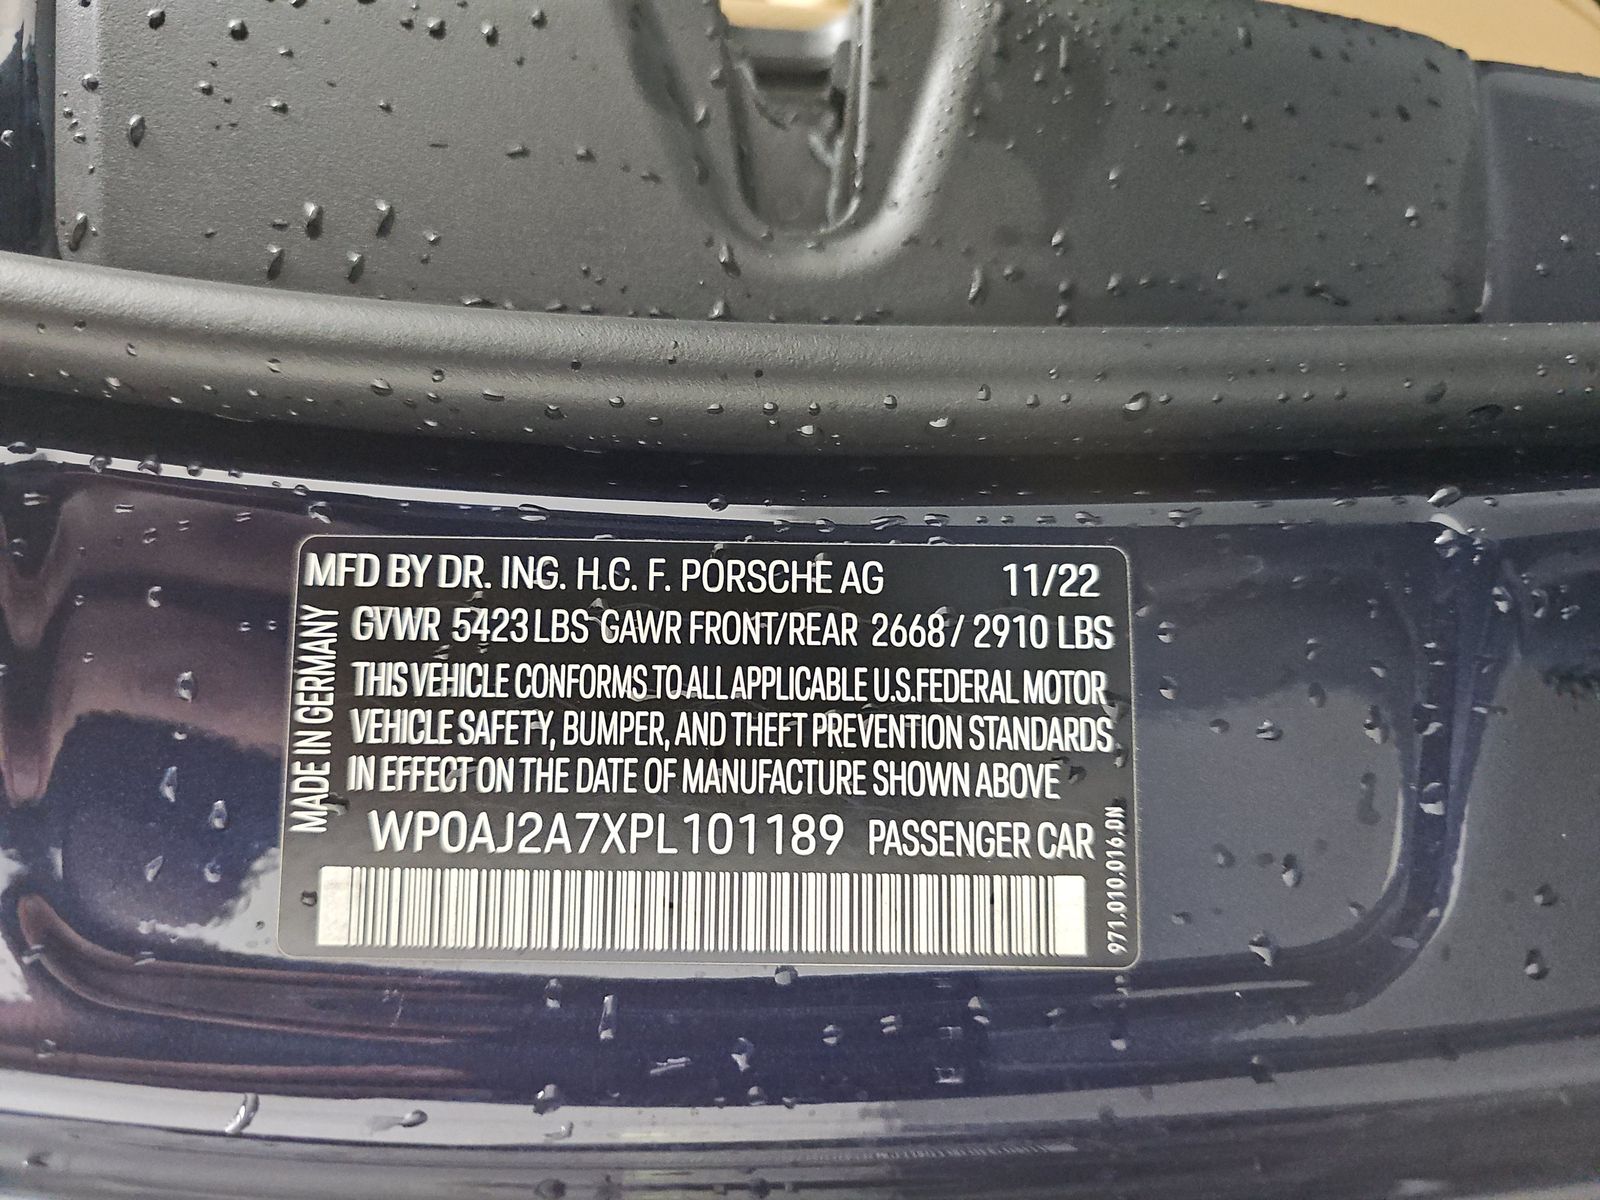 MFD BY DR. ING. H.C. F. PORSCHE AG 11/22
GVWR 5423 LBS GAWR FRONT/REAR 2668 / 2910 LBS
THIS VEHICLE CONFORMS TO ALL APPLICABLE U.S.FEDERAL MOTOR
VEHICLE SAFETY, BUMPER, AND THEFT PREVENTION STANDARDS
IN EFFECT ON THE DATE OF MANUFACTURE SHOWN ABOVE
WP0AJ2A7XPL101189 PASSENGER CAR
MADE IN GERMANY
971.010.016.DN